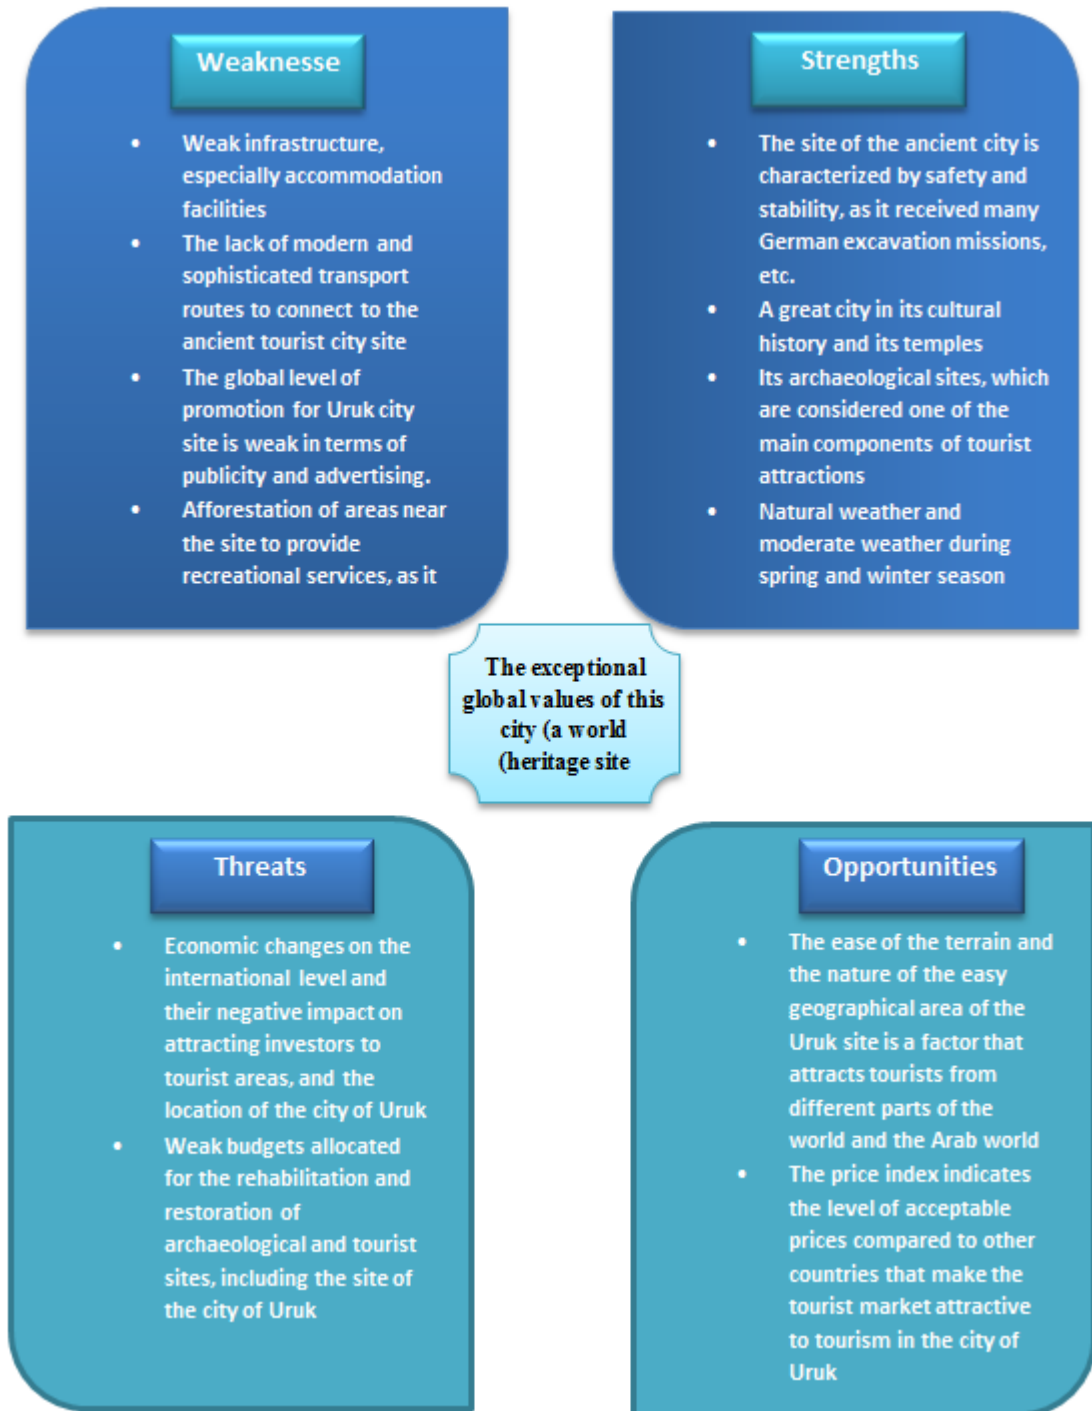 Weaknesse
• Weak infrastructure,
especially accommodation
facilities
• The lack of modern and
sophisticated transport
routes to connect to the
ancient tourist city site
• The global level of
promotion for Uruk city
site is weak in terms of
publicity and advertising.
• Afforestation of areas near
the site to provide
recreational services, as it
Strengths
• The site of the ancient city is
characterized by safety and
stability, as it received many
German excavation missions,
etc.
• A great city in its cultural
history and its temples
• Its archaeological sites, which
are considered one of the
main components of tourist
attractions
• Natural weather and
moderate weather during
spring and winter season
The exceptional
global values of this
city (a world
(heritage site
Threats
• Economic changes on the
international level and
their negative impact on
attracting investors to
tourist areas, and the
location of the city of Uruk
• Weak budgets allocated
for the rehabilitation and
restoration of
archaeological and tourist
sites, including the site of
the city of Uruk
Opportunities
• The ease of the terrain and
the nature of the easy
geographical area of the
Uruk site is a factor that
attracts tourists from
different parts of the
world and the Arab world
• The price index indicates
the level of acceptable
prices compared to other
countries that make the
tourist market attractive
to tourism in the city of
Uruk